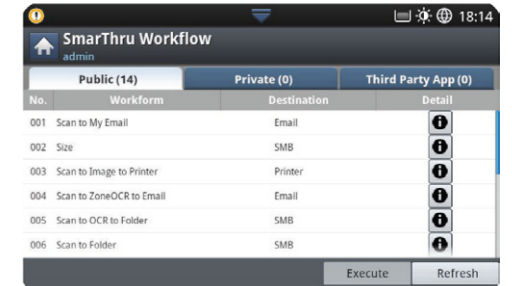 18:14
SmarThru Workflow
admin
Public (14) Private (0) Third Party App (0)
No. Workform Destination Detail
001 Scan to My Email Email
002 Size SMB
003 Scan to Image to Printer Printer
004 Scan to ZoneOCR to Email Email
005 Scan to OCR to Folder SMB
006 Scan to Folder SMB
Execute Refresh